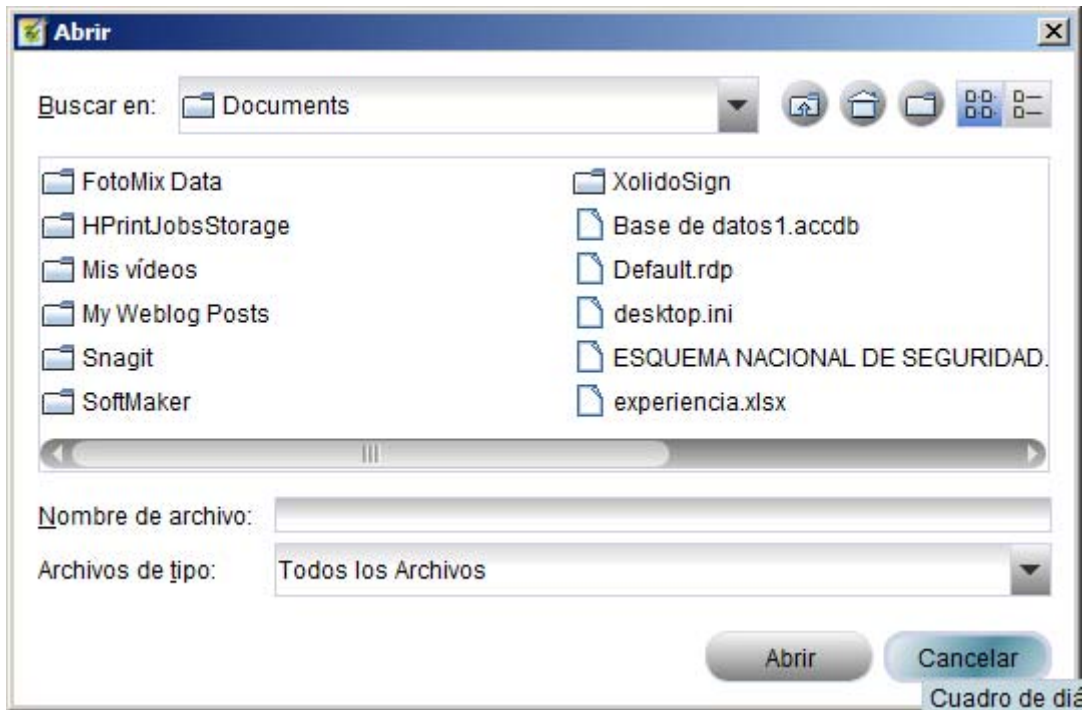 Abrir
Buscar en: Documents
FotoMix Data
HPrintJobsStorage
Mis vídeos
My Weblog Posts
Snagit
SoftMaker
XolidoSign
Base de datos1.accdb
Default.rdp
desktop.ini
ESQUEMA NACIONAL DE SEGURIDAD.
experiencia.xlsx
Nombre de archivo:
Archivos de tipo: Todos los Archivos
Abrir Cancelar
Cuadro de diá